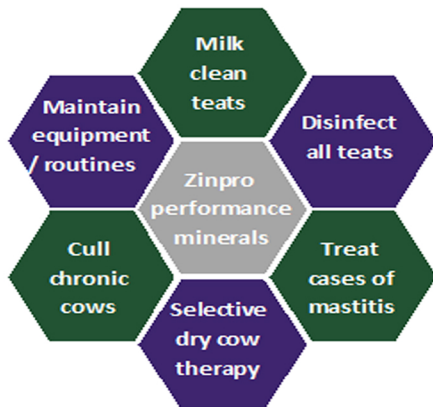 Milk
clean
teats
Maintain
equipment
/ routines
Disinfect
all teats
Zinpro
performance
minerals
Cull
chronic
cows
Treat
cases of
mastitis
Selective
dry cow
therapy